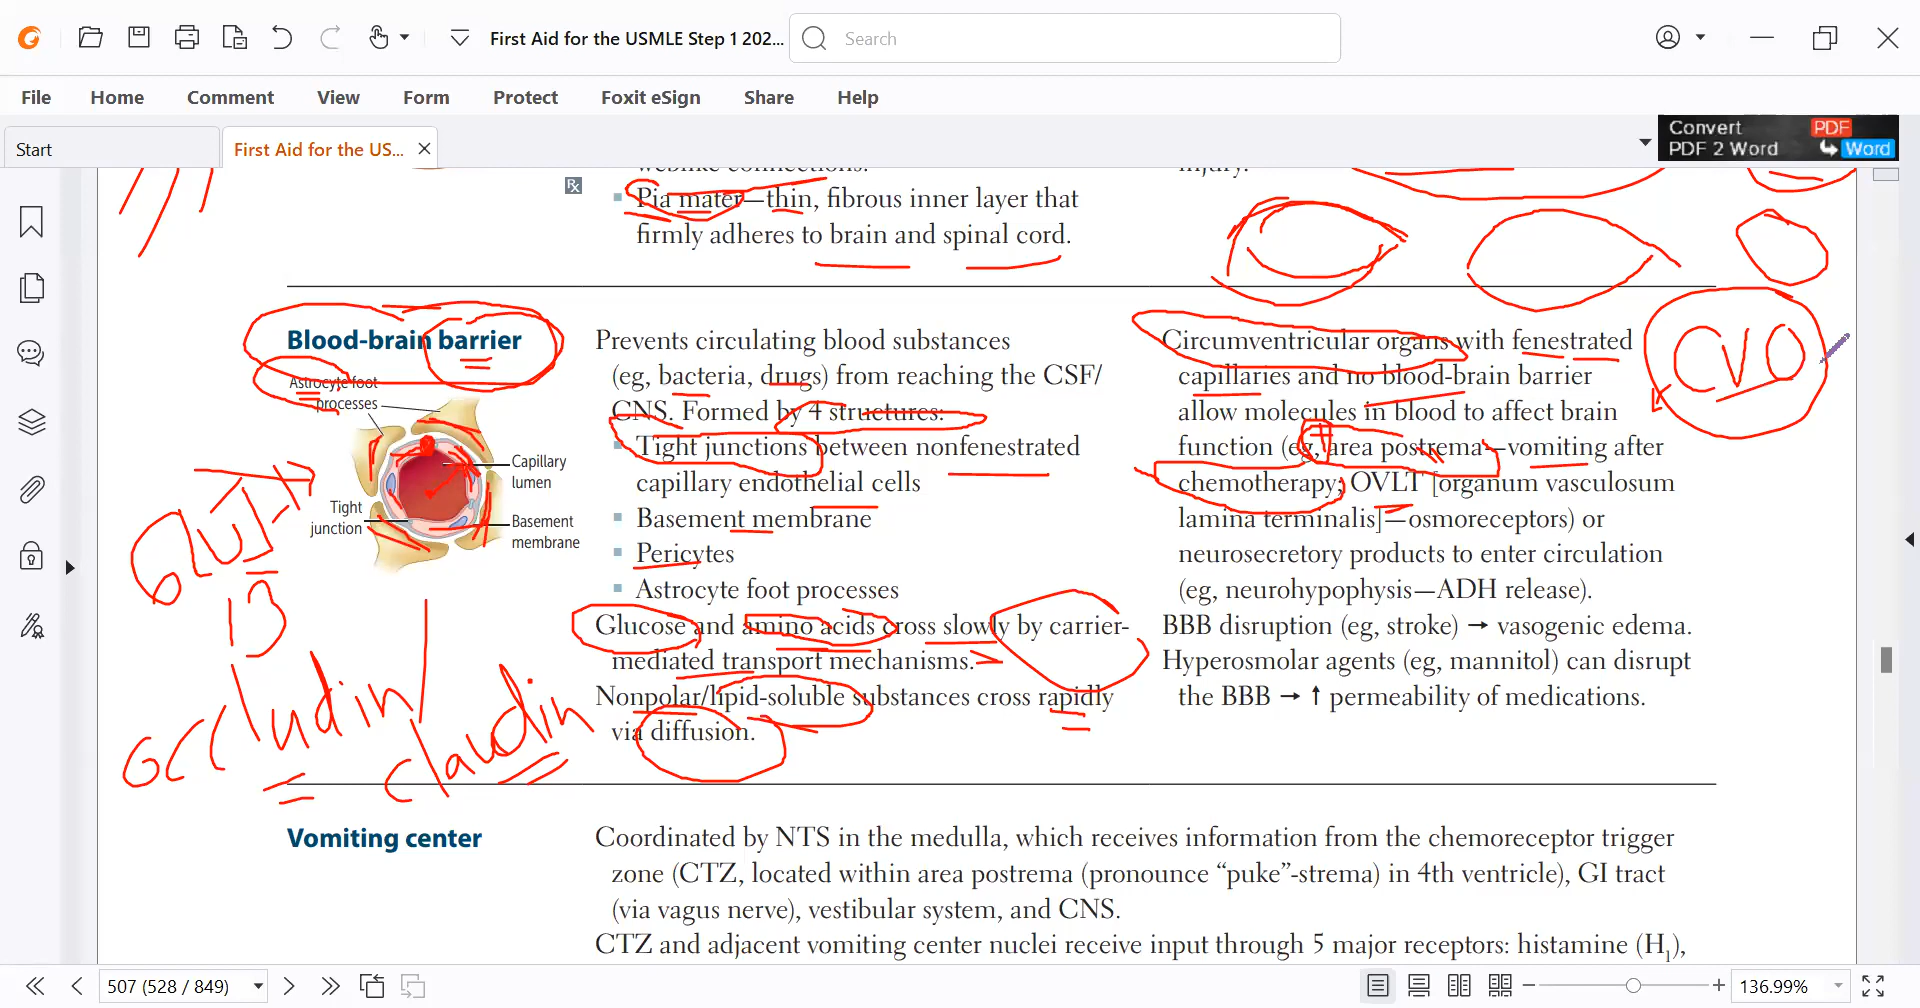 First Aid for the USMLE Step 1 202...
Search
File Home Comment View Form Protect Foxit eSign Share Help
Start
First Aid for the US...
Convert PDF
PDF 2 Word Word
weblike connections.
injury.
Rx
Pia mater—thin, fibrous inner layer that
firmly adheres to brain and spinal cord.
Blood-brain barrier
Astrocyte foot
processes
Capillary
lumen
Tight
junction
Basement
membrane
GLUT
1
13
occludin/
claudin
Prevents circulating blood substances
(eg, bacteria, drugs) from reaching the CSF/
CNS. Formed by 4 structures:
Tight junctions between nonfenestrated
capillary endothelial cells
Basement membrane
Pericytes
Astrocyte foot processes
Glucose and amino acids cross slowly by carrier-
mediated transport mechanisms.
Nonpolar/lipid-soluble substances cross rapidly
via diffusion.
Circumventricular organs with fenestrated
capillaries and no blood-brain barrier
allow molecules in blood to affect brain
function (eg, area postrema—vomiting after
chemotherapy; OVLT [organum vasculosum
lamina terminalis]—osmoreceptors) or
neurosecretory products to enter circulation
(eg, neurohypophysis—ADH release).
BBB disruption (eg, stroke) → vasogenic edema.
Hyperosmolar agents (eg, mannitol) can disrupt
the BBB → ↑ permeability of medications.
CVO
4
Vomiting center
Coordinated by NTS in the medulla, which receives information from the chemoreceptor trigger
zone (CTZ, located within area postrema (pronounce “puke”-strema) in 4th ventricle), GI tract
(via vagus nerve), vestibular system, and CNS.
CTZ and adjacent vomiting center nuclei receive input through 5 major receptors: histamine (H1),
507 (528 / 849)
136.99%